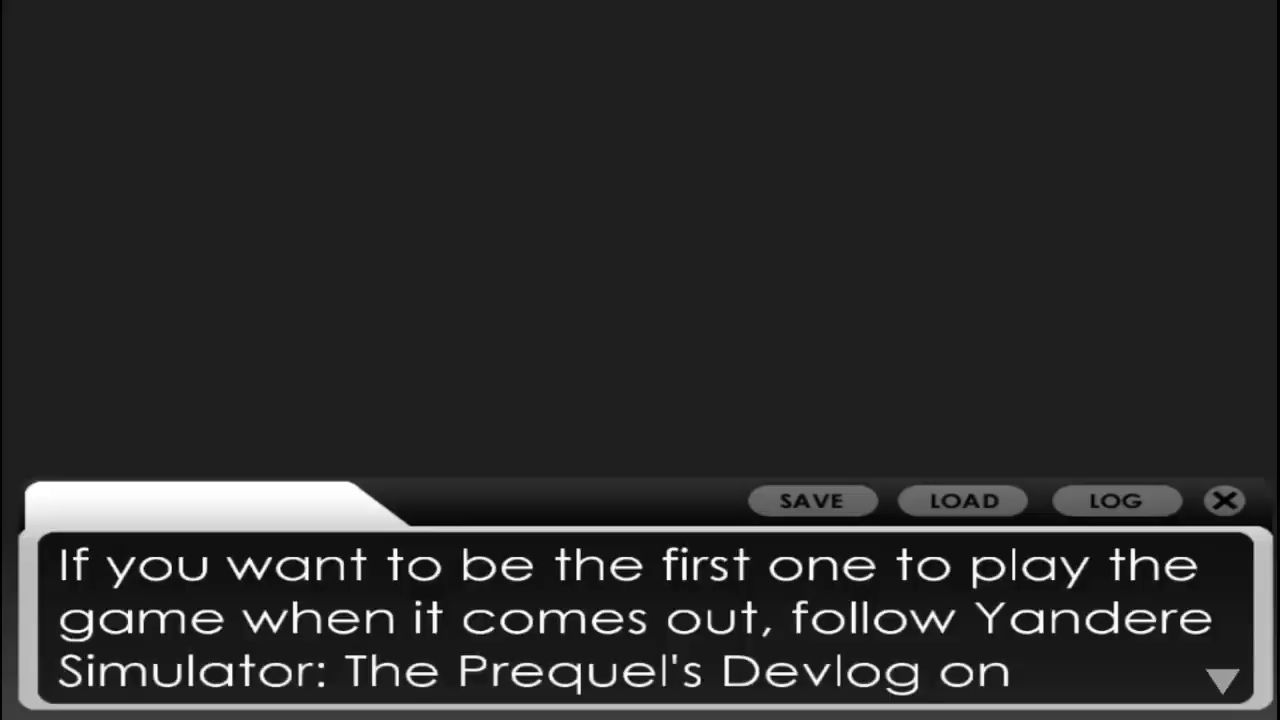 SAVE LOAD LOG
If you want to be the first one to play the
game when it comes out, follow Yandere
Simulator: The Prequel's Devlog on